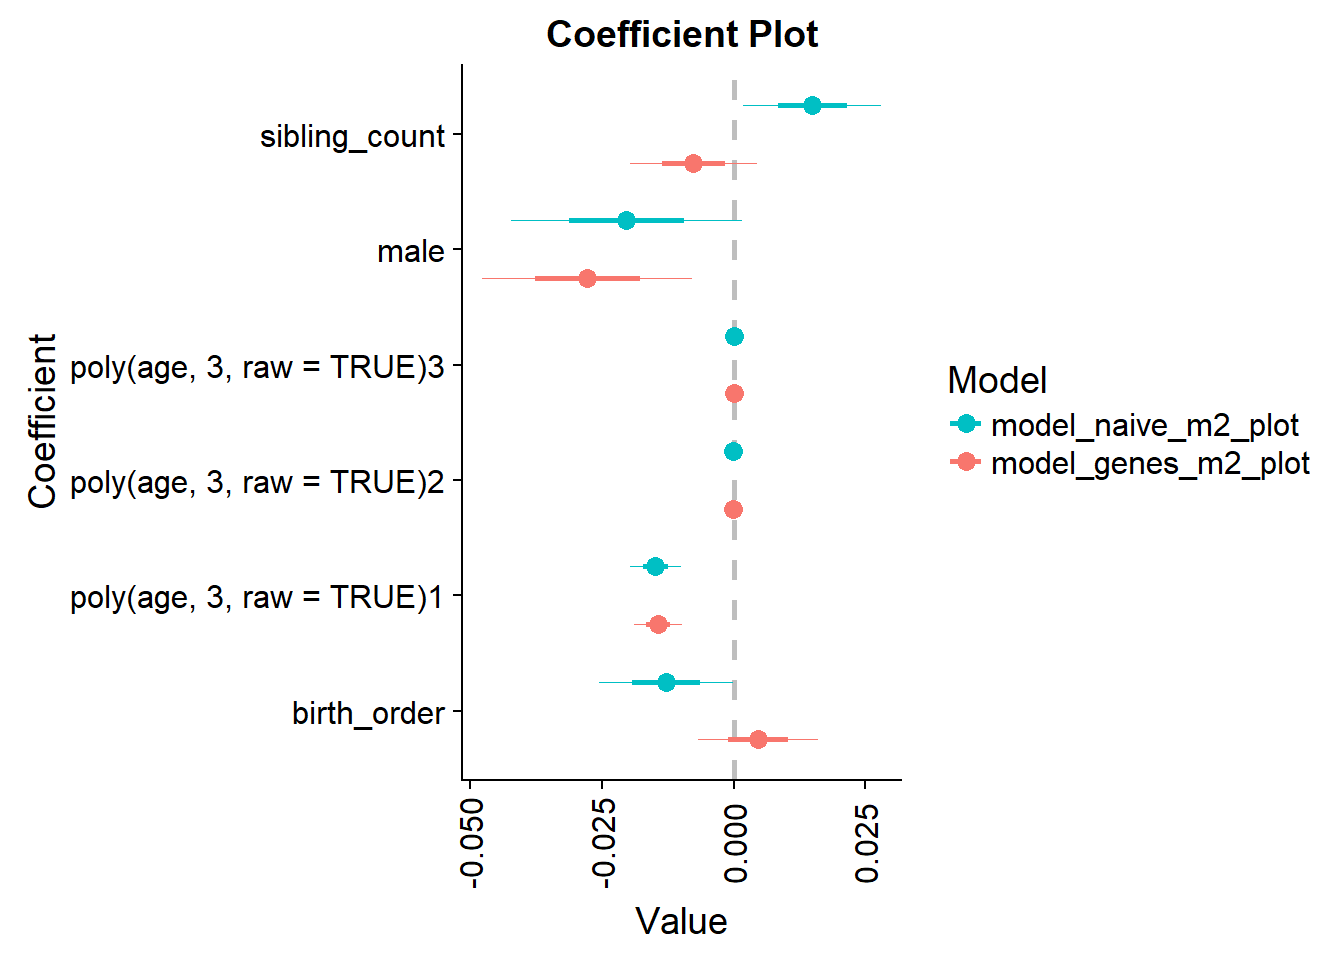 Coefficient Plot
Coefficient
sibling_count
male
poly(age, 3, raw = TRUE)3
poly(age, 3, raw = TRUE)2
poly(age, 3, raw = TRUE)1
birth_order
-0.050
-0.025
0.000
0.025
Value
Model
model_naive_m2_plot
model_genes_m2_plot